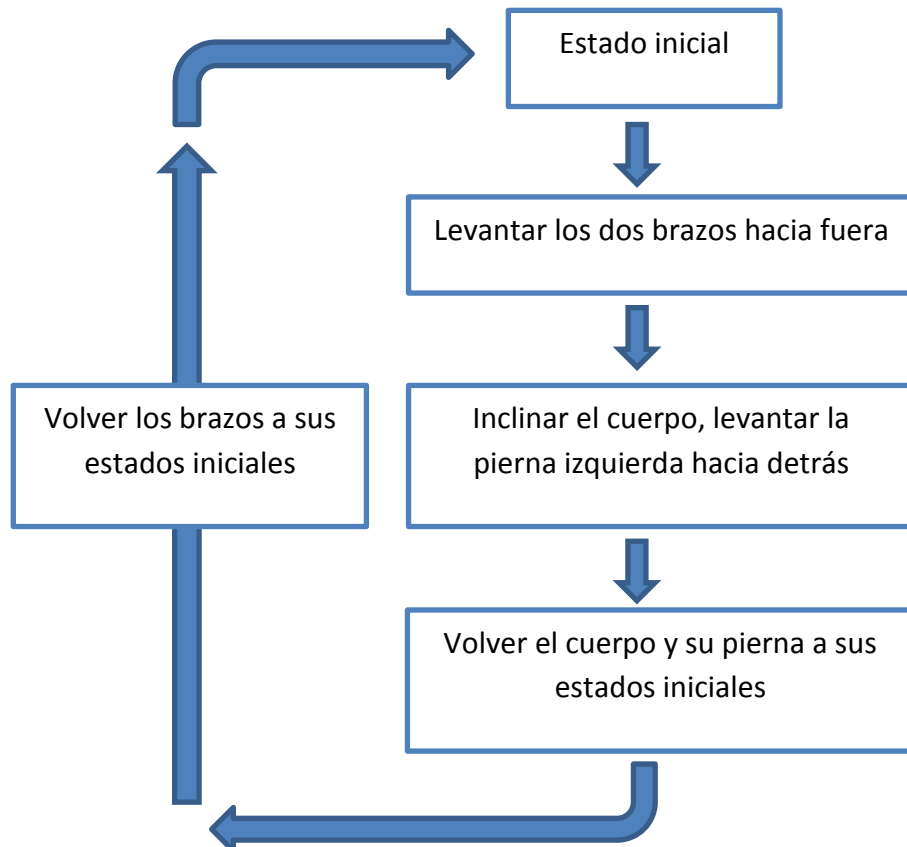 Estado inicial
Levantar los dos brazos hacia fuera
Inclinar el cuerpo, levantar la
pierna izquierda hacia detrás
Volver el cuerpo y su pierna a sus
estados iniciales
Volver los brazos a sus
estados iniciales